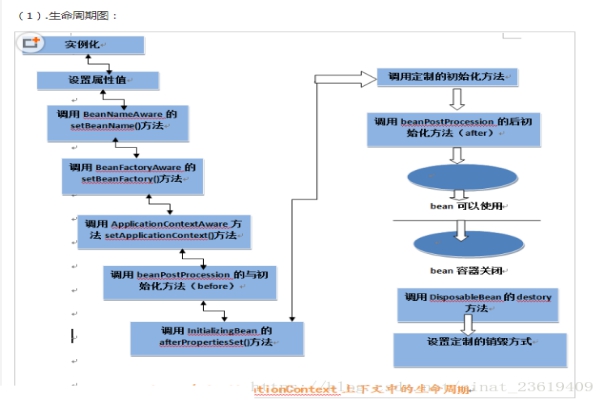 （1）.生命周期图：
实例化
设置属性值
调用 BeanNameAware 的
setBeanName()方法
调用 BeanFactoryAware 的
setBeanFactory()方法
调用 ApplicationContextAware 方
法 setApplicationContext()方法
调用 beanPostProcession 的与初
始化方法（before）
调用 InitializingBean 的
afterPropertiesSet()方法
调用定制的初始化方法
调用 beanPostProcession 的后初
始化方法（after）
bean 可以使用
bean 容器关闭
调用 DisposableBean 的 destory
方法
设置定制的销毁方式
itionContext 上下文中的生命周期
inat_23619409